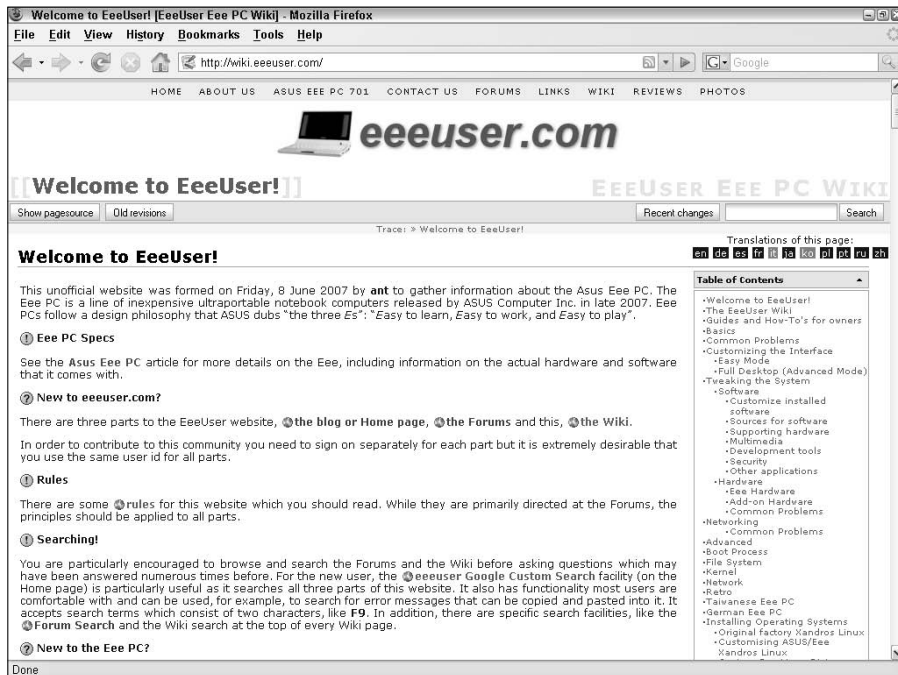 Welcome to EeeUser! [EeeUser Eee PC Wiki] - Mozilla Firefox
File Edit View History Bookmarks Tools Help
http://wiki.eeeuser.com/
G Google
HOME ABOUT US ASUS EEE PC 701 CONTACT US FORUMS LINKS WIKI REVIEWS PHOTOS
eeeuser.com
[[Welcome to EeeUser!]]
EEEUSER EEE PC WIKI
Show pagesource Old revisions Recent changes Search
Trace: » Welcome to EeeUser!
Translations of this page:
en de es fr it ja ko pl pt ru zh
Welcome to EeeUser!
This unofficial website was formed on Friday, 8 June 2007 by ant to gather information about the Asus Eee PC. The
Eee PC is a line of inexpensive ultraportable notebook computers released by ASUS Computer Inc. in late 2007. Eee
PCs follow a design philosophy that ASUS dubs "the three Es": "Easy to learn, Easy to work, and Easy to play".
Eee PC Specs
See the Asus Eee PC article for more details on the Eee, including information on the actual hardware and software
that it comes with.
New to eeeuser.com?
There are three parts to the EeeUser website, the blog or Home page, the Forums and this, the Wiki.
In order to contribute to this community you need to sign on separately for each part but it is extremely desirable that
you use the same user id for all parts.
Rules
There are some rules for this website which you should read. While they are primarily directed at the Forums, the
principles should be applied to all parts.
Searching!
You are particularly encouraged to browse and search the Forums and the Wiki before asking questions which may
have been answered numerous times before. For the new user, the eeeuser Google Custom Search facility (on the
Home page) is particularly useful as it searches all three parts of this website. It also has functionality most users are
comfortable with and can be used, for example, to search for error messages that can be copied and pasted into it. It
accepts search terms which consist of two characters, like F9. In addition, there are specific search facilities, like the
Forum Search and the Wiki search at the top of every Wiki page.
New to the Eee PC?
Table of Contents
•Welcome to EeeUser!
•The EeeUser Wiki
•Guides and How-To's for owners
•Basics
•Common Problems
•Customizing the Interface
•Easy Mode
•Full Desktop (Advanced Mode)
•Tweaking the System
•Software
•Customize installed
software
•Sources for software
•Supporting hardware
•Multimedia
•Development tools
•Security
•Other applications
•Hardware
•Eee Hardware
•Add-on Hardware
•Common Problems
•Networking
•Common Problems
•Advanced
•Boot Process
•File System
•Kernel
•Network
•Retro
•Taiwanese Eee PC
•German Eee PC
•Installing Operating Systems
•Original factory Xandros Linux
•Customising ASUS/Eee
Xandros Linux
Done